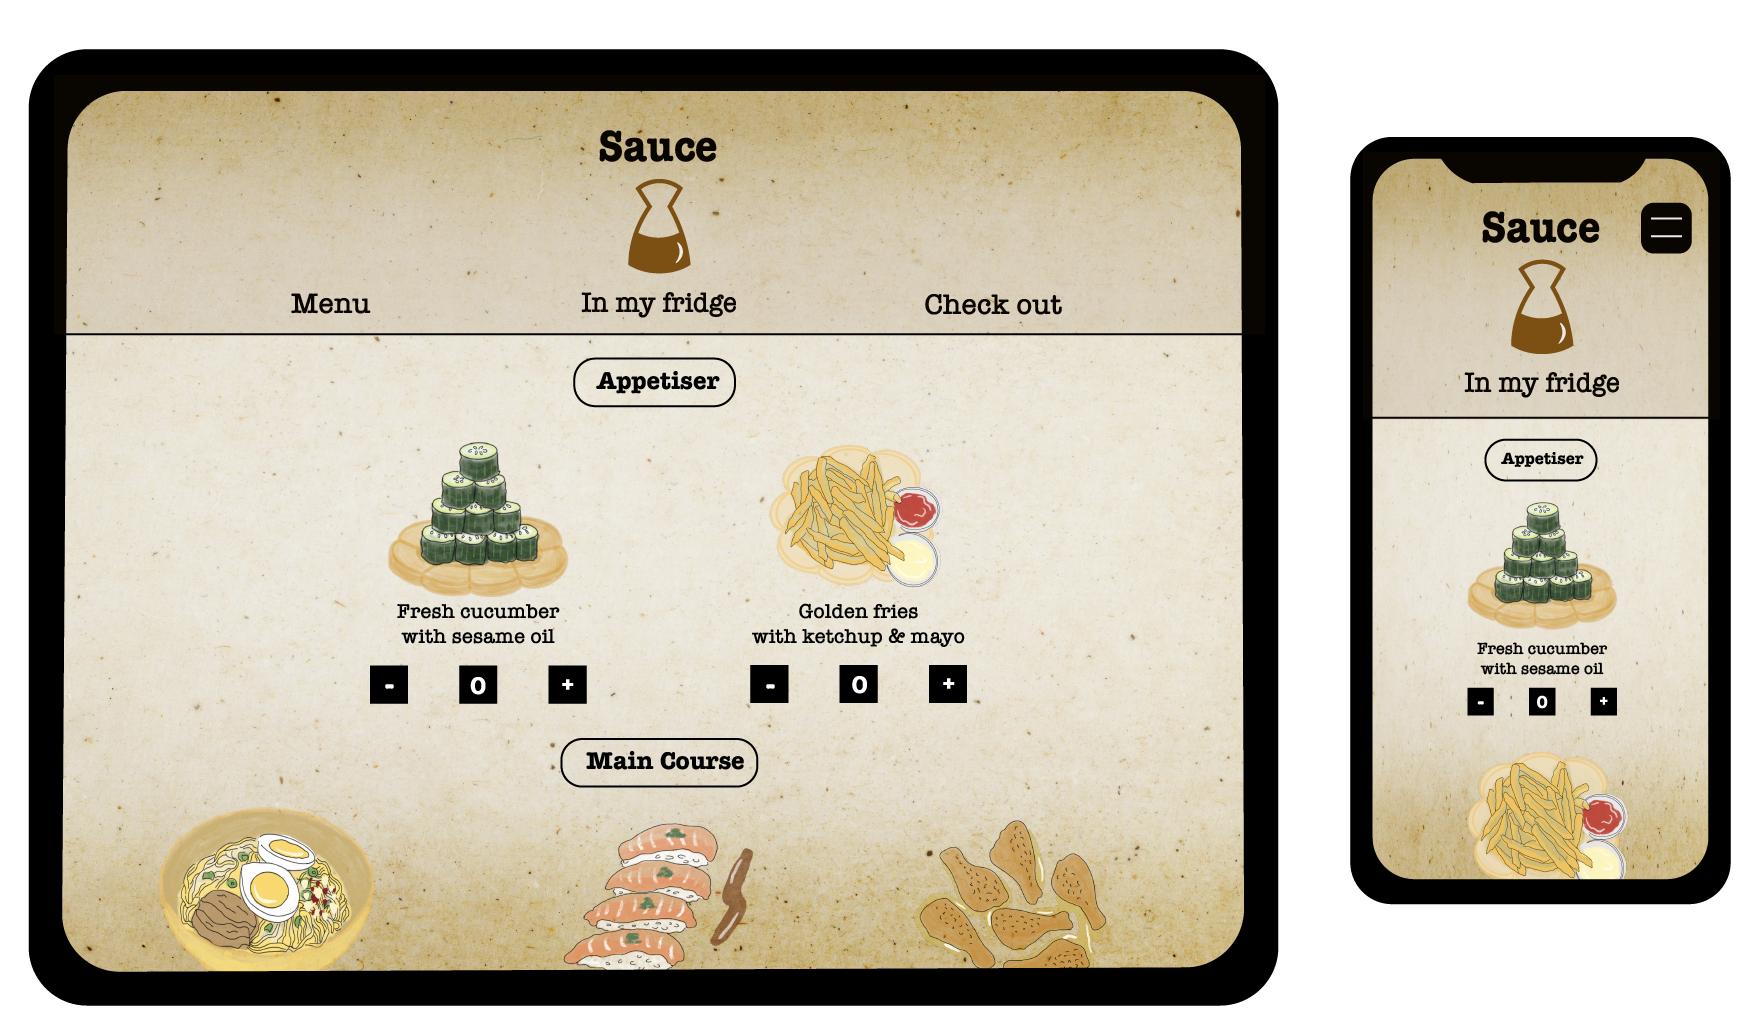 Sauce
Menu
In my fridge
Check out
Appetiser
Fresh cucumber
with sesame oil
Golden fries
with ketchup & mayo
- 0 +
- 0 +
Main Course
Sauce
In my fridge
Appetiser
Fresh cucumber
with sesame oil
- 0 +